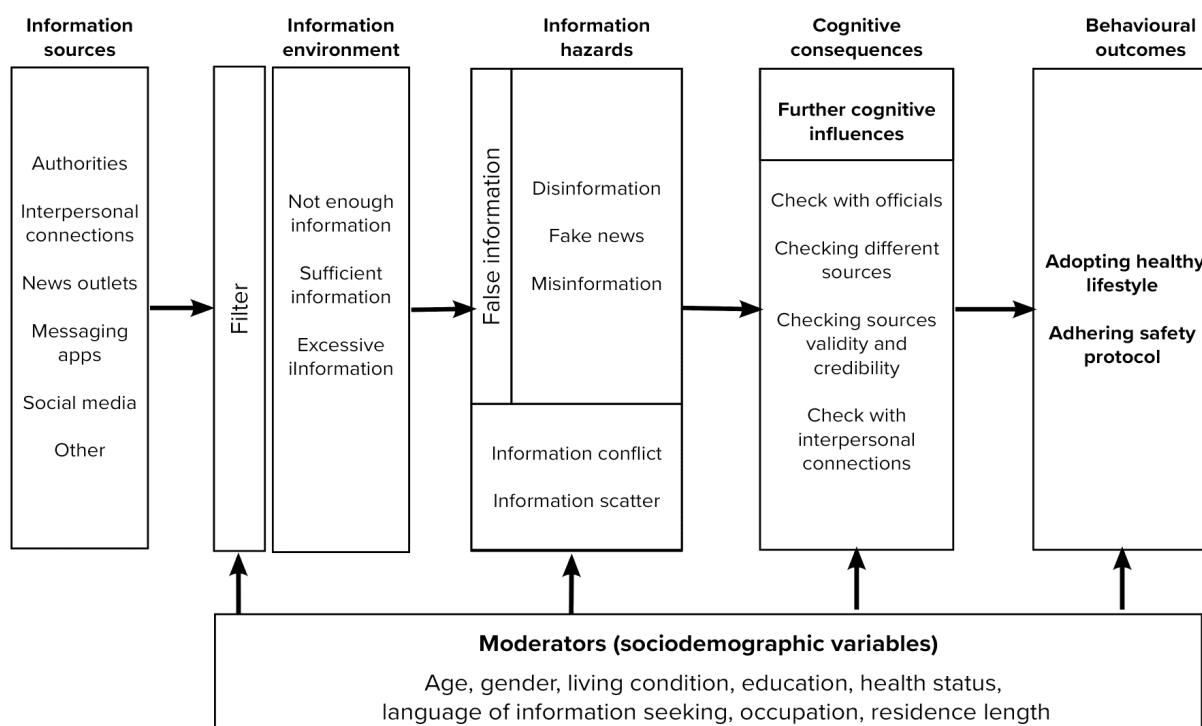 Information
sources
Authorities
Interpersonal
connections
News outlets
Messaging
apps
Social media
Other
Filter
Information
environment
Not enough
information
Sufficient
information
Excessive
iInformation
Information
hazards
False information
Disinformation
Fake news
Misinformation
Information conflict
Information scatter
Cognitive
consequences
Further cognitive
influences
Check with officials
Checking different
sources
Checking sources
validity and
credibility
Check with
interpersonal
connections
Behavioural
outcomes
Adopting healthy
lifestyle
Adhering safety
protocol
Moderators (sociodemographic variables)
Age, gender, living condition, education, health status,
language of information seeking, occupation, residence length